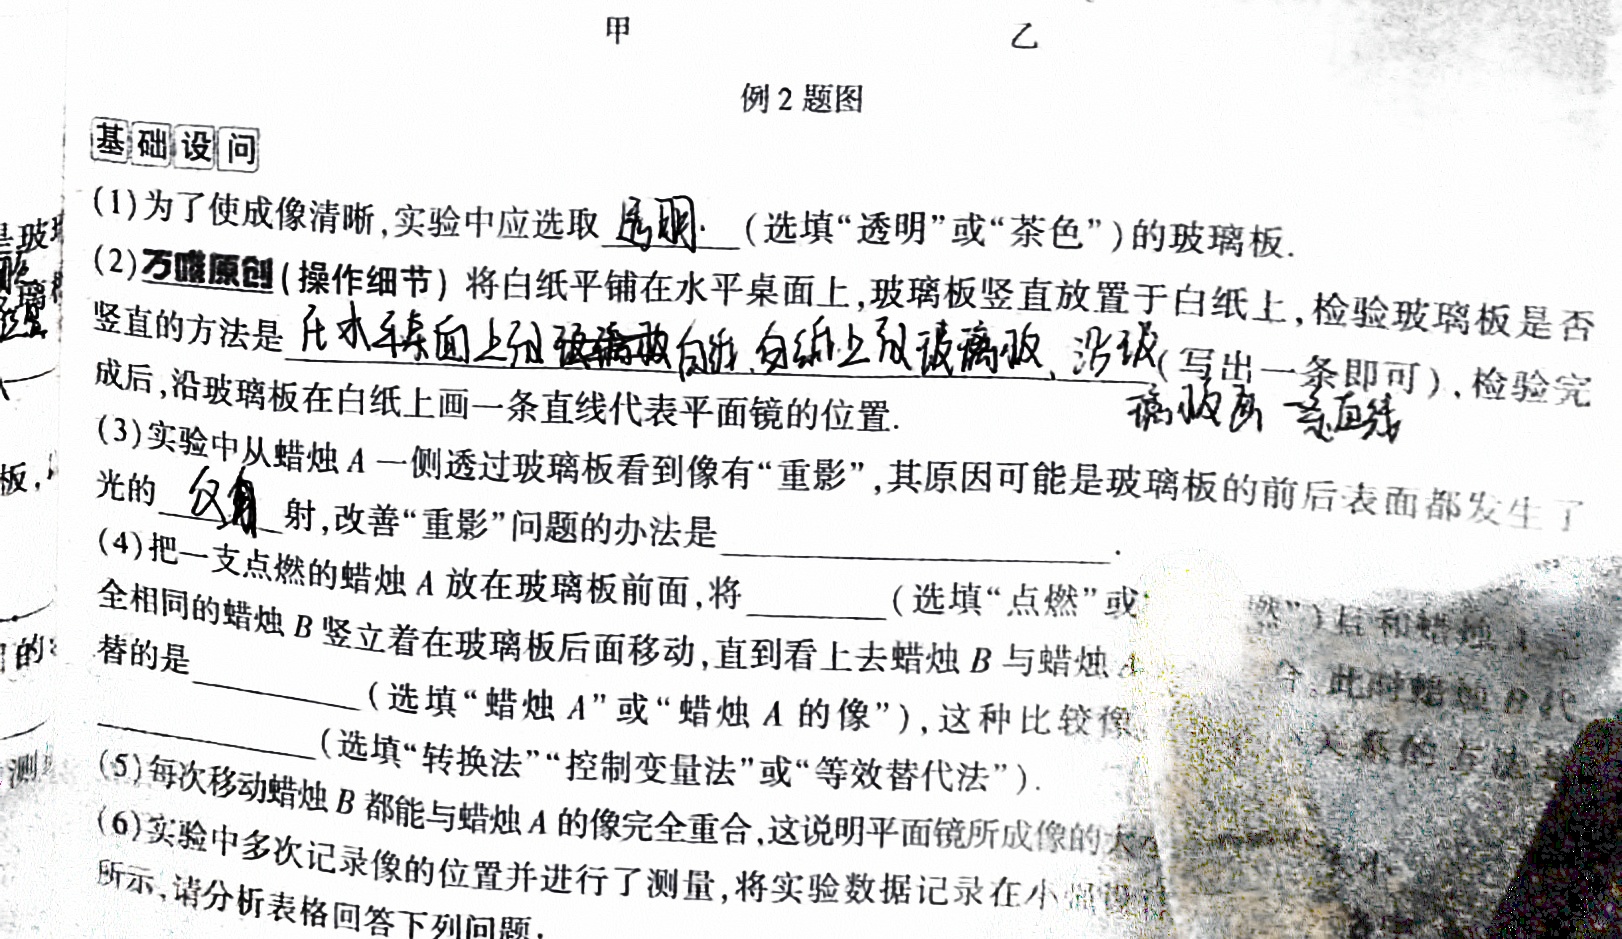 甲 乙
例2题图
基础设问
(1)为了使成像清晰,实验中应选取 透明. (选填“透明”或“茶色”)的玻璃板.
(2)万唯原创(操作细节) 将白纸平铺在水平桌面上,玻璃板竖直放置于白纸上,检验玻璃板是否
竖直的方法是 在水平桌面上放 白纸,白纸上放玻璃板、沿玻(写出一条即可),检验完
璃板画一条直线
成后,沿玻璃板在白纸上画一条直线代表平面镜的位置.
(3)实验中从蜡烛A一侧透过玻璃板看到像有“重影”,其原因可能是玻璃板的前后表面都发生了
光的 射,改善“重影”问题的办法是 .
(4)把一支点燃的蜡烛A放在玻璃板前面,将 (选填“点燃”或 燃”)后和蜡烛A
全相同的蜡烛B竖立着在玻璃板后面移动,直到看上去蜡烛B与蜡烛 此时蜡烛B代
替的是 (选填“蜡烛A”或“蜡烛A的像”),这种比较像 关系的方法是
(选填“转换法”“控制变量法”或“等效替代法”).
(5)每次移动蜡烛B都能与蜡烛A的像完全重合,这说明平面镜所成像的大小
(6)实验中多次记录像的位置并进行了测量,将实验数据记录在小
所示,请分析表格回答下列问题.
是玻璃
板,
的
测